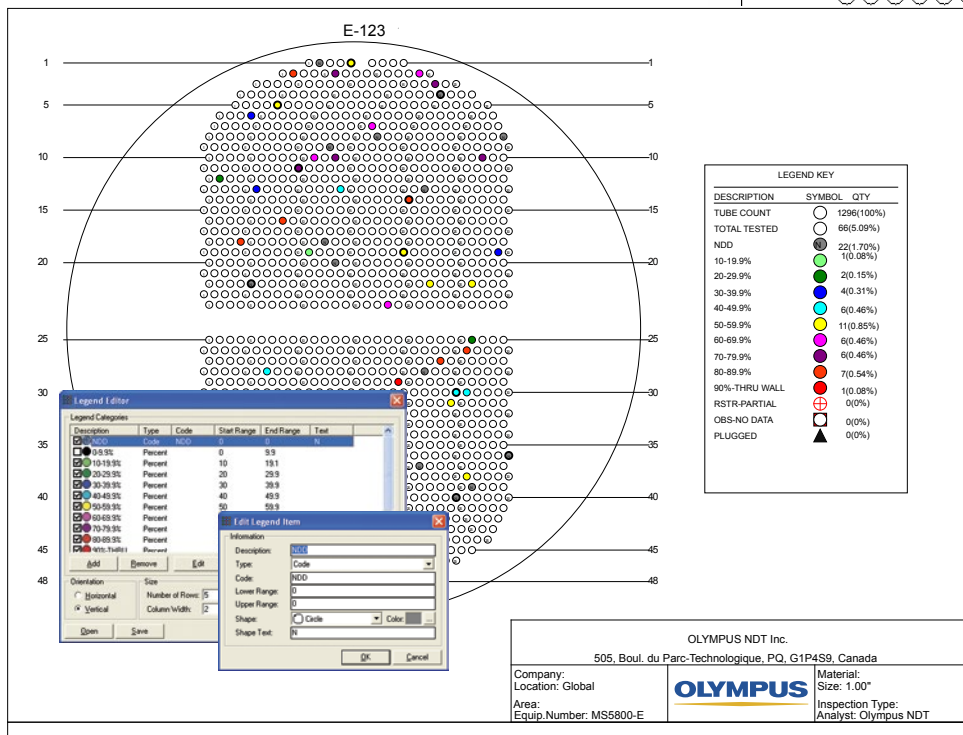 E-123
1 1
5 5
10 10
15 15
20 20
25 25
30 30
35 35
40 40
45 45
48 48
LEGEND KEY
DESCRIPTION SYMBOL QTY
TUBE COUNT 1296(100%)
TOTAL TESTED 66(5.09%)
NDD N 22(1.70%)
10-19.9% 1(0.08%)
20-29.9% 2(0.15%)
30-39.9% 4(0.31%)
40-49.9% 6(0.46%)
50-59.9% 11(0.85%)
60-69.9% 6(0.46%)
70-79.9% 6(0.46%)
80-89.9% 7(0.54%)
90%-THRU WALL 1(0.08%)
RSTR-PARTIAL 0(0%)
OBS-NO DATA 0(0%)
PLUGGED 0(0%)
Legend Editor
Legend Categories
Description Type Code Start Range End Range Text
NDD Code NDD 0 0 N
0-9.9% Percent 0 9.9
10-19.9% Percent 10 19.1
20-29.9% Percent 20 29.9
30-39.9% Percent 30 39.9
40-49.9% Percent 40 49.9
50-59.9% Percent 50 59.9
60-69.9% Percent
70-79.9% Percent
80-89.9% Percent
90%-THRU Percent
Add Remove Edit
Orientation Size
Horizontal Number of Rows: 5
Vertical Column Width: 2
Open Save
Edit Legend Item
Information
Description: NDD
Type: Code
Code: NDD
Lower Range: 0
Upper Range: 0
Shape: Circle Color: ...
Shape Text: N
OK Cancel
OLYMPUS NDT Inc.
505, Boul. du Parc-Technologique, PQ, G1P4S9, Canada
Company:
Location: Global
Area:
Equip.Number: MS5800-E
OLYMPUS
Material:
Size: 1.00"
Inspection Type:
Analyst: Olympus NDT